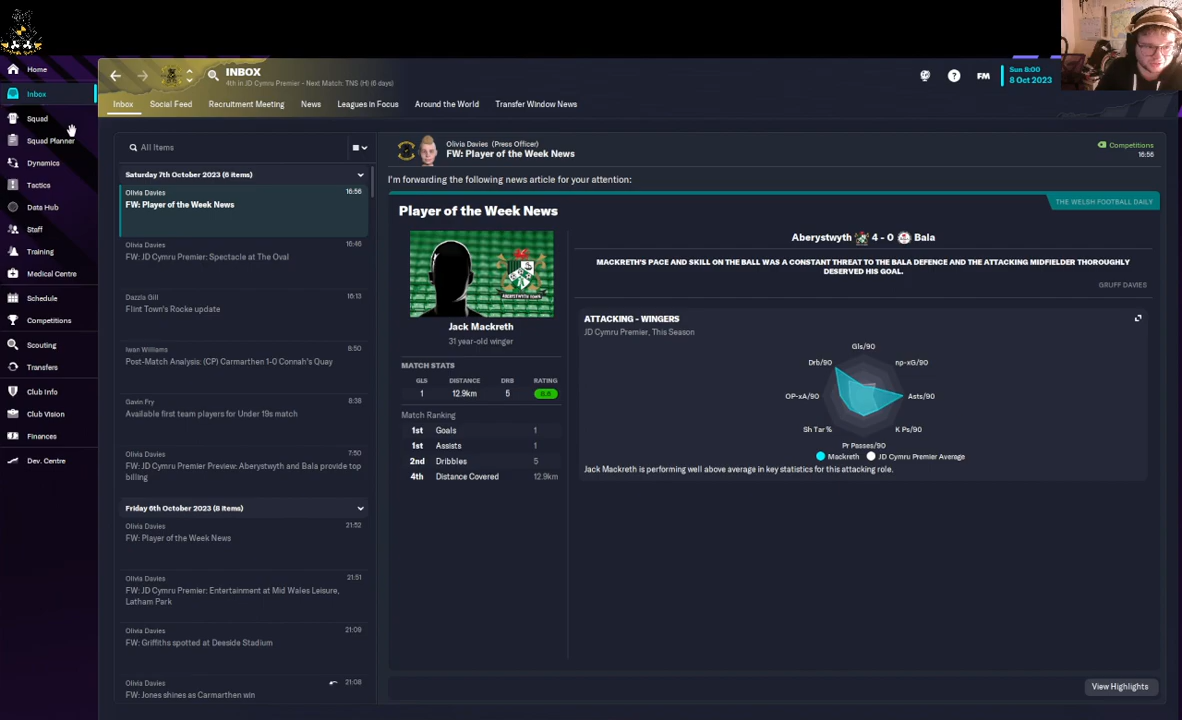 Home
Inbox
Squad
Squad Planner
Dynamics
Tactics
Data Hub
Staff
Training
Medical Centre
Schedule
Competitions
Scouting
Transfers
Club Info
Club Vision
Finances
Dev. Centre
INBOX
4th in JD Cymru Premier - Next Match: TNS (H) (6 days)
FM
Sun 8:00
8 Oct 2023
Inbox Social Feed Recruitment Meeting News Leagues in Focus Around the World Transfer Window News
All Items
Saturday 7th October 2023 (6 items)
Olivia Davies 16:56
FW: Player of the Week News
Olivia Davies 16:46
FW: JD Cymru Premier: Spectacle at The Oval
Dazzla Gill 16:13
Flint Town's Rocke update
Iwan Williams 8:50
Post-Match Analysis: (CP) Carmarthen 1-0 Connah's Quay
Gavin Fry 8:38
Available first team players for Under 19s match
Olivia Davies 7:50
FW: JD Cymru Premier Preview: Aberystwyth and Bala provide top
billing
Friday 6th October 2023 (8 items)
Olivia Davies 21:52
FW: Player of the Week News
Olivia Davies 21:51
FW: JD Cymru Premier: Entertainment at Mid Wales Leisure,
Latham Park
Olivia Davies 21:09
FW: Griffiths spotted at Deeside Stadium
Olivia Davies 21:08
FW: Jones shines as Carmarthen win
Olivia Davies (Press Officer)
FW: Player of the Week News
Competitions
16:56
I'm forwarding the following news article for your attention:
THE WELSH FOOTBALL DAILY
Player of the Week News
Jack Mackreth
31 year-old winger
MATCH STATS
GLS DISTANCE DRB RATING
1 12.9km 5 8.8
Match Ranking
1st Goals 1
1st Assists 1
2nd Dribbles 5
4th Distance Covered 12.9km
Aberystwyth 4 - 0 Bala
MACKRETH'S PACE AND SKILL ON THE BALL WAS A CONSTANT THREAT TO THE BALA DEFENCE AND THE ATTACKING MIDFIELDER THOROUGHLY
DESERVED HIS GOAL.
GRUFF DAVIES
ATTACKING - WINGERS
JD Cymru Premier, This Season
Gls/90
Drb/90 np-xG/90
OP-xA/90 Asts/90
Sh Tar % K Ps/90
Pr Passes/90
Mackreth JD Cymru Premier Average
Jack Mackreth is performing well above average in key statistics for this attacking role.
View Highlights